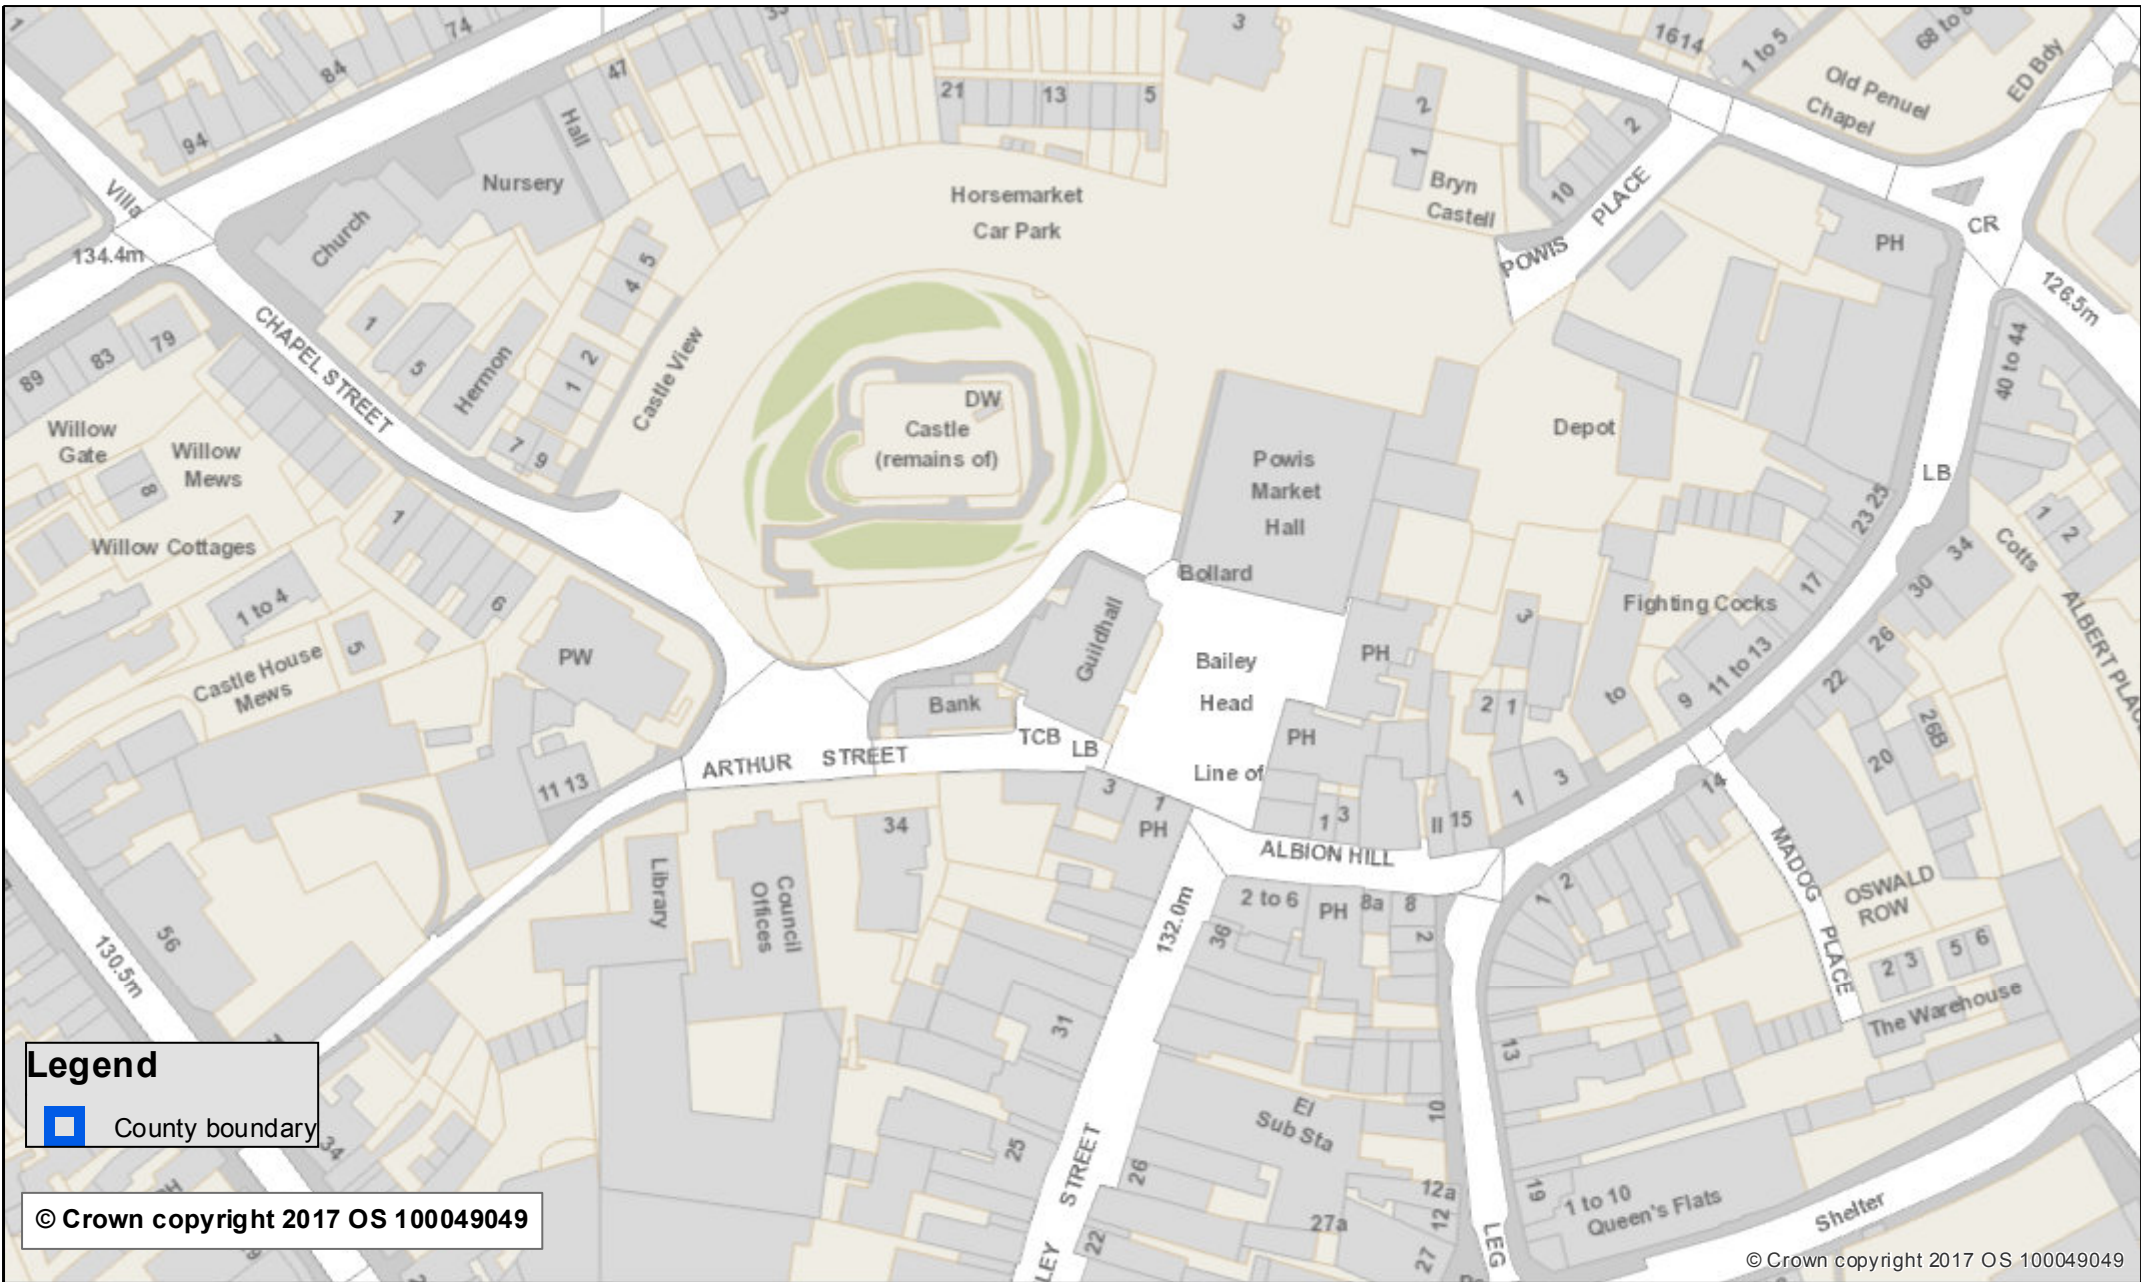 74
33
3
1614
1 to 5
68 to
ED Bdy
84
47
Old Penuel
Chapel
94
Hall
21
13
5
2
1
2
10
Nursery
Bryn
Castell
PLACE
POWIS
Villa
Church
Horsemarket
Car Park
PH
CR
134.4m
126.5m
5
4
CHAPEL STREET
1
5
Hermon
2
1
Castle View
89
83
79
40 to 44
DW
Castle
(remains of)
Depot
Willow
Gate
Willow
Mews
8
7
9
Powis
Market
Hall
LB
23 25
1
2
Cotts
1
Willow Cottages
Bollard
34
30
17
Fighting Cocks
1 to 4
6
3
ALBERT PLACE
5
Castle House
Mews
PW
Guildhall
Bailey
Head
PH
26
22
11 to 13
9
to
Bank
2 1
26B
TCB
LB
PH
20
ARTHUR STREET
Line of
11 13
3
1
PH
1
3
15
1
3
14
34
ALBION HILL
MADOG
PLACE
OSWALD
ROW
Library
Council
Offices
2 to 6
PH
8a
8
2
1
2
132.0m
36
56
130.5m
2 3
5 6
The Warehouse
31
13
Legend
County boundary
El
Sub Sta
10
34
25
STREET
26
12a
12
19
1 to 10
Queen's Flats
Shelter
27a
27
22
LEY
LEG
© Crown copyright 2017 OS 100049049
© Crown copyright 2017 OS 100049049